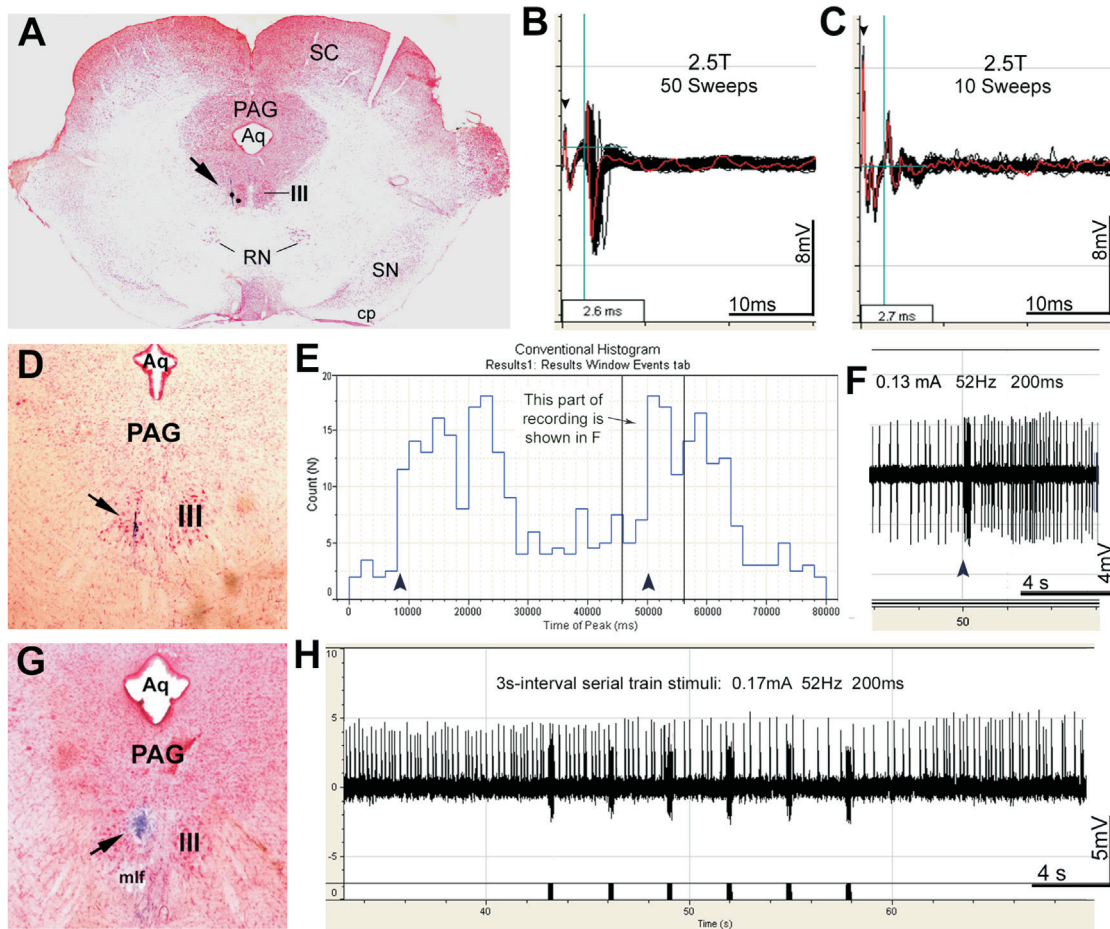 A
SC
PAG
Aq
III
RN
SN
cp
B
2.5T
50 Sweeps
8mV
10ms
2.6 ms
C
2.5T
10 Sweeps
8mV
10ms
2.7 ms
D
Aq
PAG
III
E
Conventional Histogram
Results1: Results Window Events tab
Count (N)
20
15
10
5
0
This part of
recording is
shown in F
0 10000 20000 30000 40000 50000 60000 70000 80000
Time of Peak (ms)
F
0.13 mA 52Hz 200ms
4mV
4 s
50
G
Aq
PAG
III
mlf
H
3s-interval serial train stimuli: 0.17mA 52Hz 200ms
10
5
0
-5
0
5mV
4 s
40 50 60
Time (s)